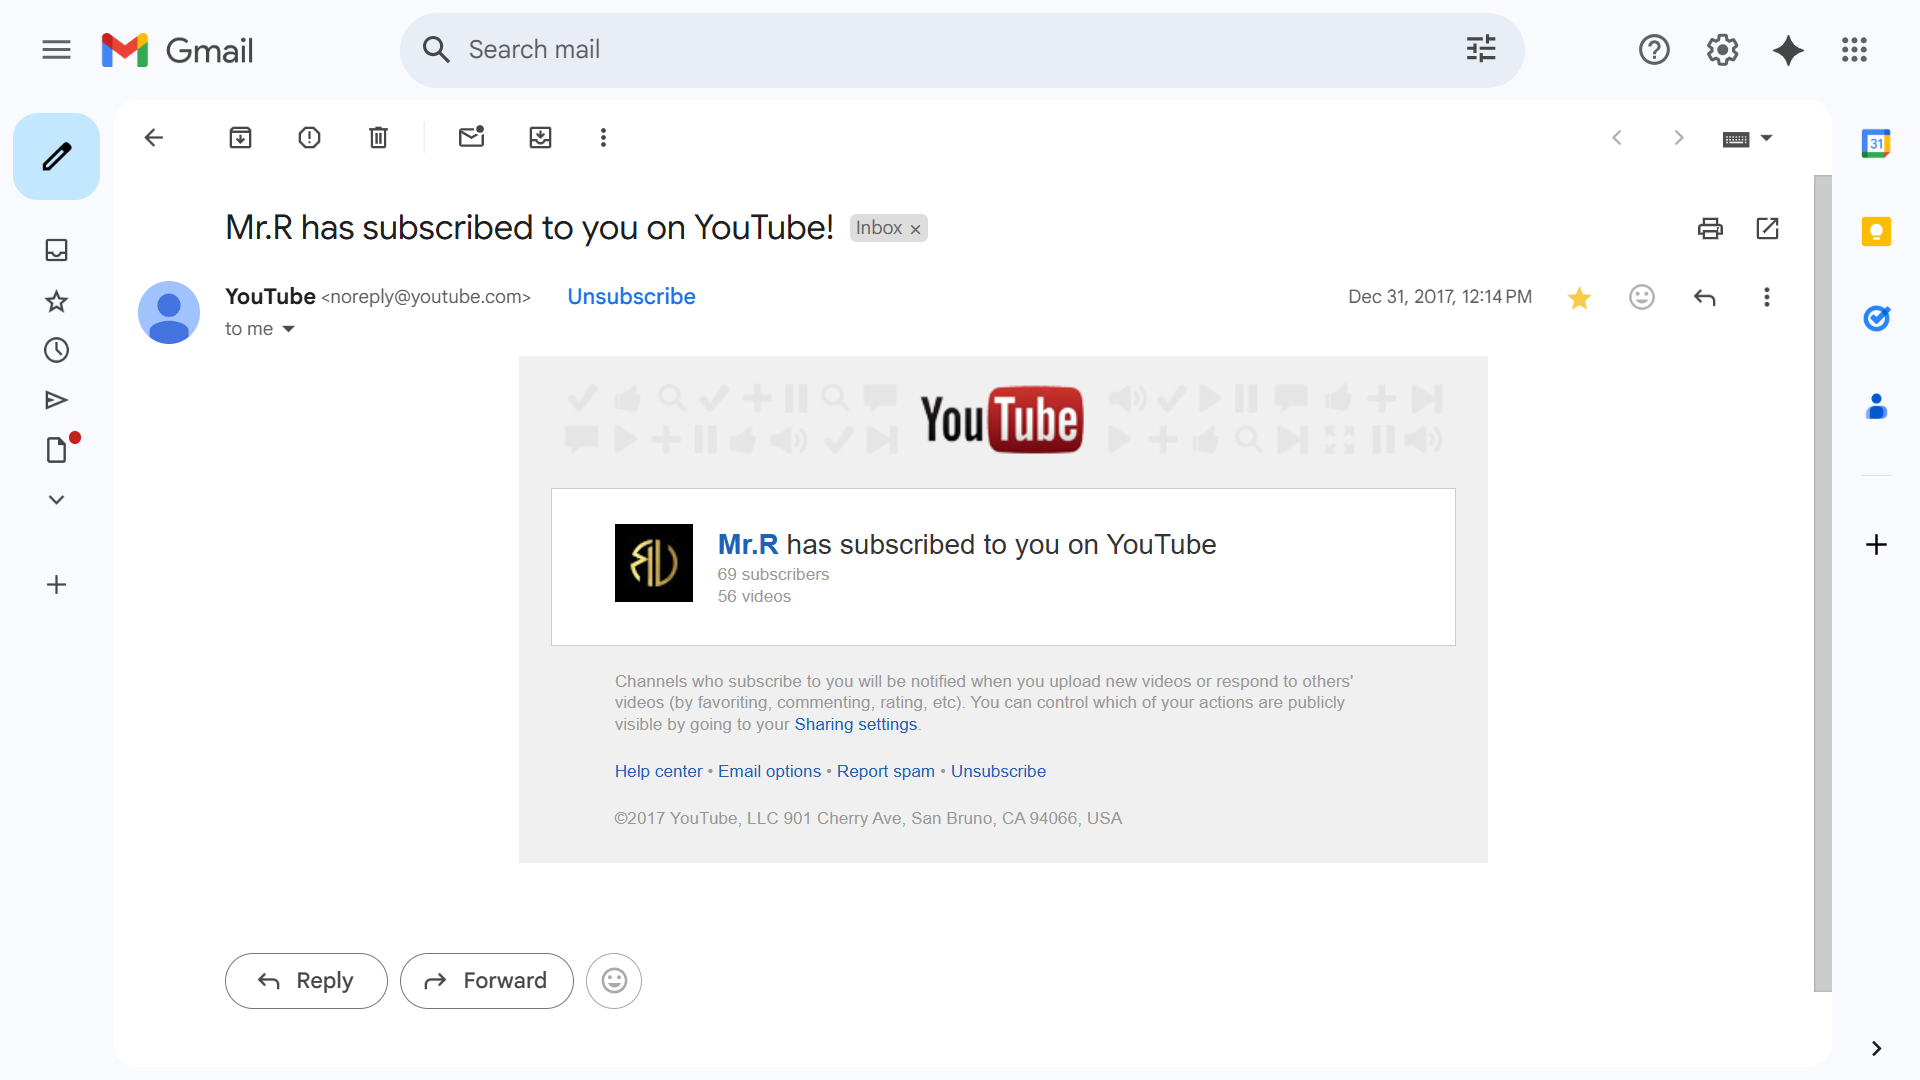 Gmail
Search mail
31
Mr.R has subscribed to you on YouTube!
Inbox ×
YouTube <noreply@youtube.com>
Unsubscribe
Dec 31, 2017, 12:14 PM
to me
YouTube
Mr.R has subscribed to you on YouTube
69 subscribers
56 videos
Channels who subscribe to you will be notified when you upload new videos or respond to others'
videos (by favoriting, commenting, rating, etc). You can control which of your actions are publicly
visible by going to your Sharing settings.
Help center • Email options • Report spam • Unsubscribe
©2017 YouTube, LLC 901 Cherry Ave, San Bruno, CA 94066, USA
Reply
Forward